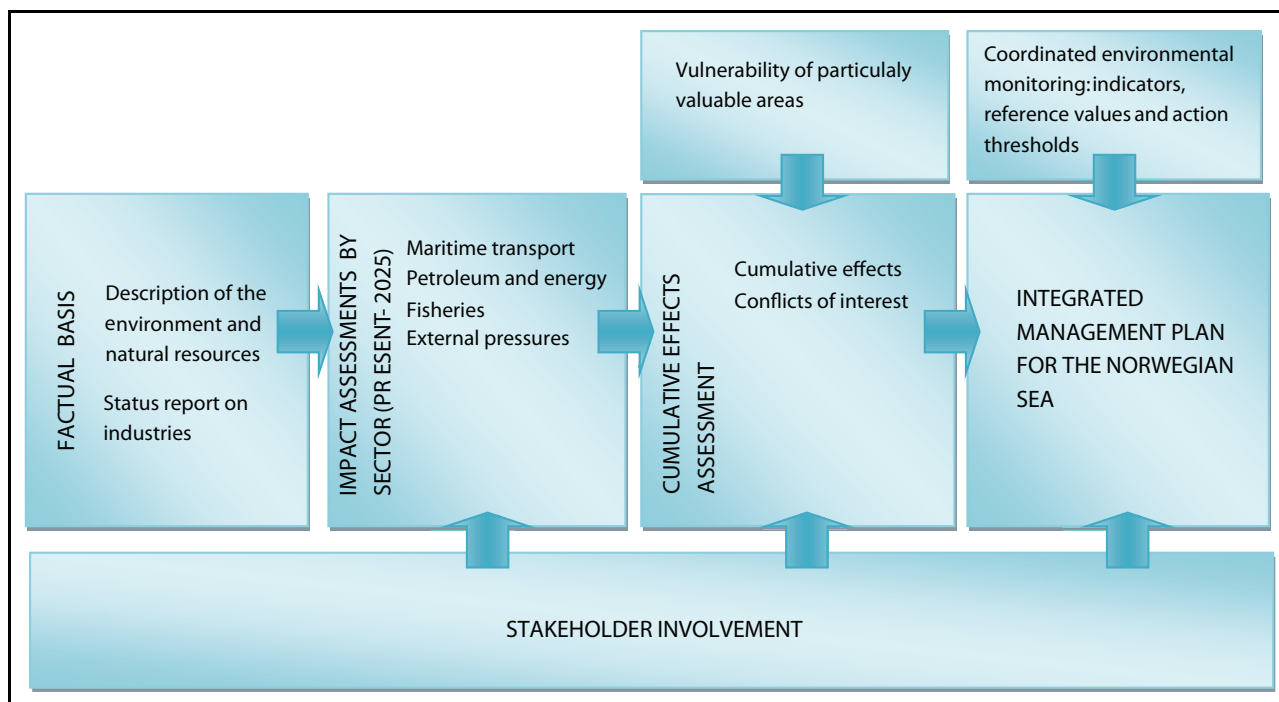 Vulnerability of particulaly
valuable areas
Coordinated environmental
monitoring: indicators,
reference values and action
thresholds
FACTUAL BASIS
Description of the
environment and
natural resources
Status report on
industries
IMPACT ASSESSMENTS BY
SECTOR (PR ESENT- 2025)
Maritime transport
Petroleum and energy
Fisheries
External pressures
CUMULATIVE EFFECTS
ASSESSMENT
Cumulative effects
Conflicts of interest
INTEGRATED
MANAGEMENT PLAN
FOR THE NORWEGIAN
SEA
STAKEHOLDER INVOLVEMENT